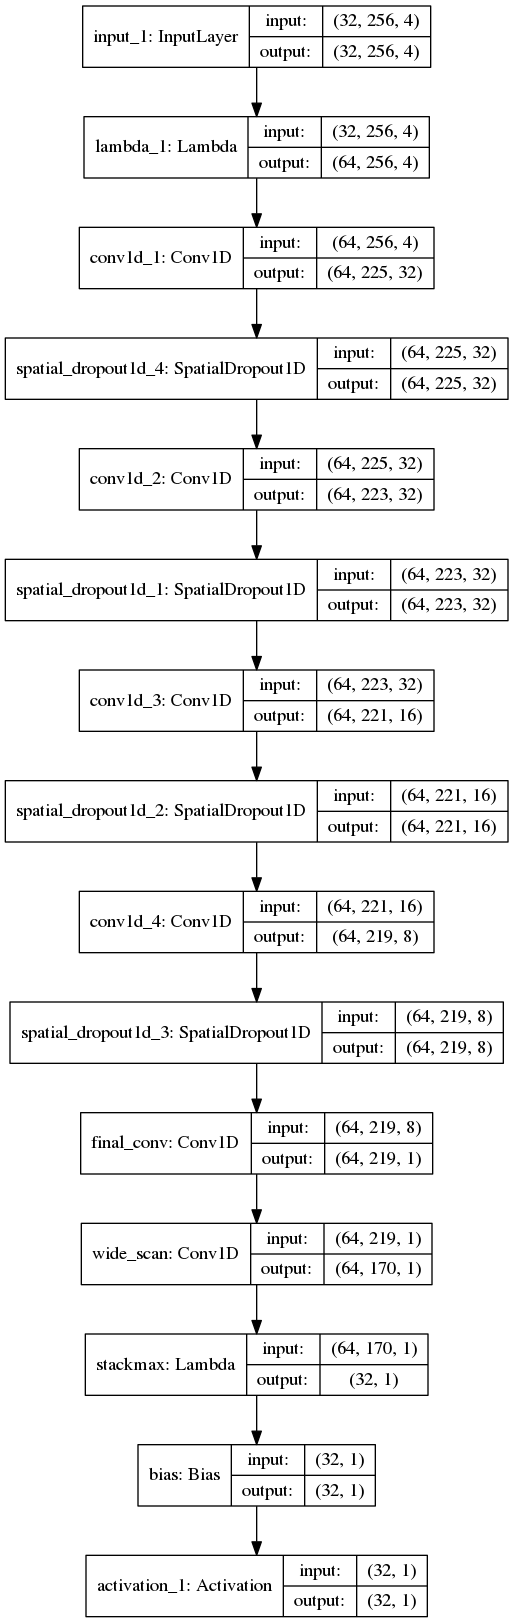 input_1: InputLayer
input: (32, 256, 4)
output: (32, 256, 4)
lambda_1: Lambda
input: (32, 256, 4)
output: (64, 256, 4)
conv1d_1: Conv1D
input: (64, 256, 4)
output: (64, 225, 32)
spatial_dropout1d_4: SpatialDropout1D
input: (64, 225, 32)
output: (64, 225, 32)
conv1d_2: Conv1D
input: (64, 225, 32)
output: (64, 223, 32)
spatial_dropout1d_1: SpatialDropout1D
input: (64, 223, 32)
output: (64, 223, 32)
conv1d_3: Conv1D
input: (64, 223, 32)
output: (64, 221, 16)
spatial_dropout1d_2: SpatialDropout1D
input: (64, 221, 16)
output: (64, 221, 16)
conv1d_4: Conv1D
input: (64, 221, 16)
output: (64, 219, 8)
spatial_dropout1d_3: SpatialDropout1D
input: (64, 219, 8)
output: (64, 219, 8)
final_conv: Conv1D
input: (64, 219, 8)
output: (64, 219, 1)
wide_scan: Conv1D
input: (64, 219, 1)
output: (64, 170, 1)
stackmax: Lambda
input: (64, 170, 1)
output: (32, 1)
bias: Bias
input: (32, 1)
output: (32, 1)
activation_1: Activation
input: (32, 1)
output: (32, 1)